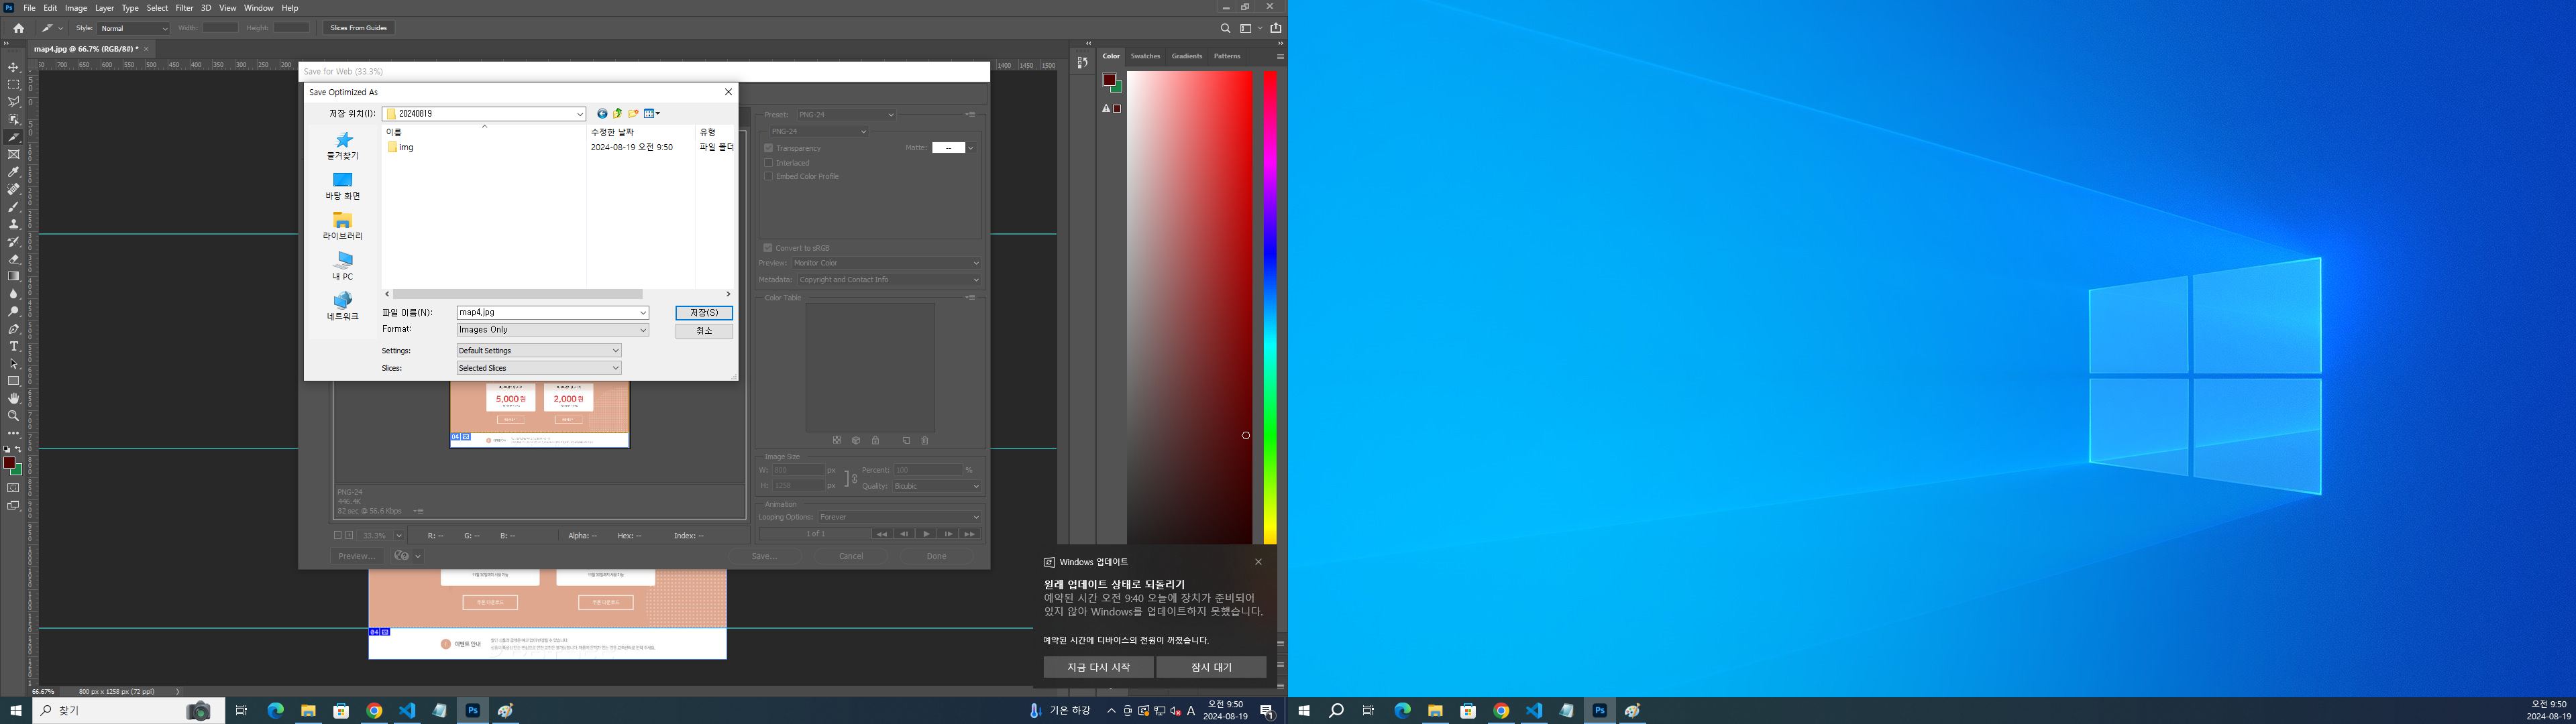 File Edit Image Layer Type Select Filter 3D View Window Help
Style: Normal Width: Height: Slices From Guides
map4.jpg @ 66.7% (RGB/8#) *
Save for Web (33.3%)
Save Optimized As
저장 위치(I): 20240819
이름 수정한 날짜 유형
img 2024-08-19 오전 9:50 파일 폴더
즐겨찾기
바탕 화면
라이브러리
내 PC
네트워크
파일 이름(N): map4.jpg 저장(S)
Format: Images Only 취소
Settings: Default Settings
Slices: Selected Slices
Preset: PNG-24
PNG-24
Transparency Matte: --
Interlaced
Embed Color Profile
Convert to sRGB
Preview: Monitor Color
Metadata: Copyright and Contact Info
Color Table
Image Size
W: 800 px Percent: 100 %
H: 1258 px Quality: Bicubic
Animation
Looping Options: Forever
1 of 1
5,000원 2,000원
04
PNG-24
446.4K
82 sec @ 56.6 Kbps
33.3% R: -- G: -- B: -- Alpha: -- Hex: -- Index: --
Preview... Save... Cancel Done
쿠폰 다운로드 쿠폰 다운로드
04
이벤트 안내
66.67% 800 px x 1258 px (72 ppi)
Color Swatches Gradients Patterns
Windows 업데이트
원래 업데이트 상태로 되돌리기
예약된 시간 오전 9:40 오늘에 장치가 준비되어
있지 않아 Windows를 업데이트하지 못했습니다.
예약된 시간에 디바이스의 전원이 꺼졌습니다.
지금 다시 시작 잠시 대기
찾기
기온 하강
A
오전 9:50
2024-08-19
1
오전 9:50
2024-08-19